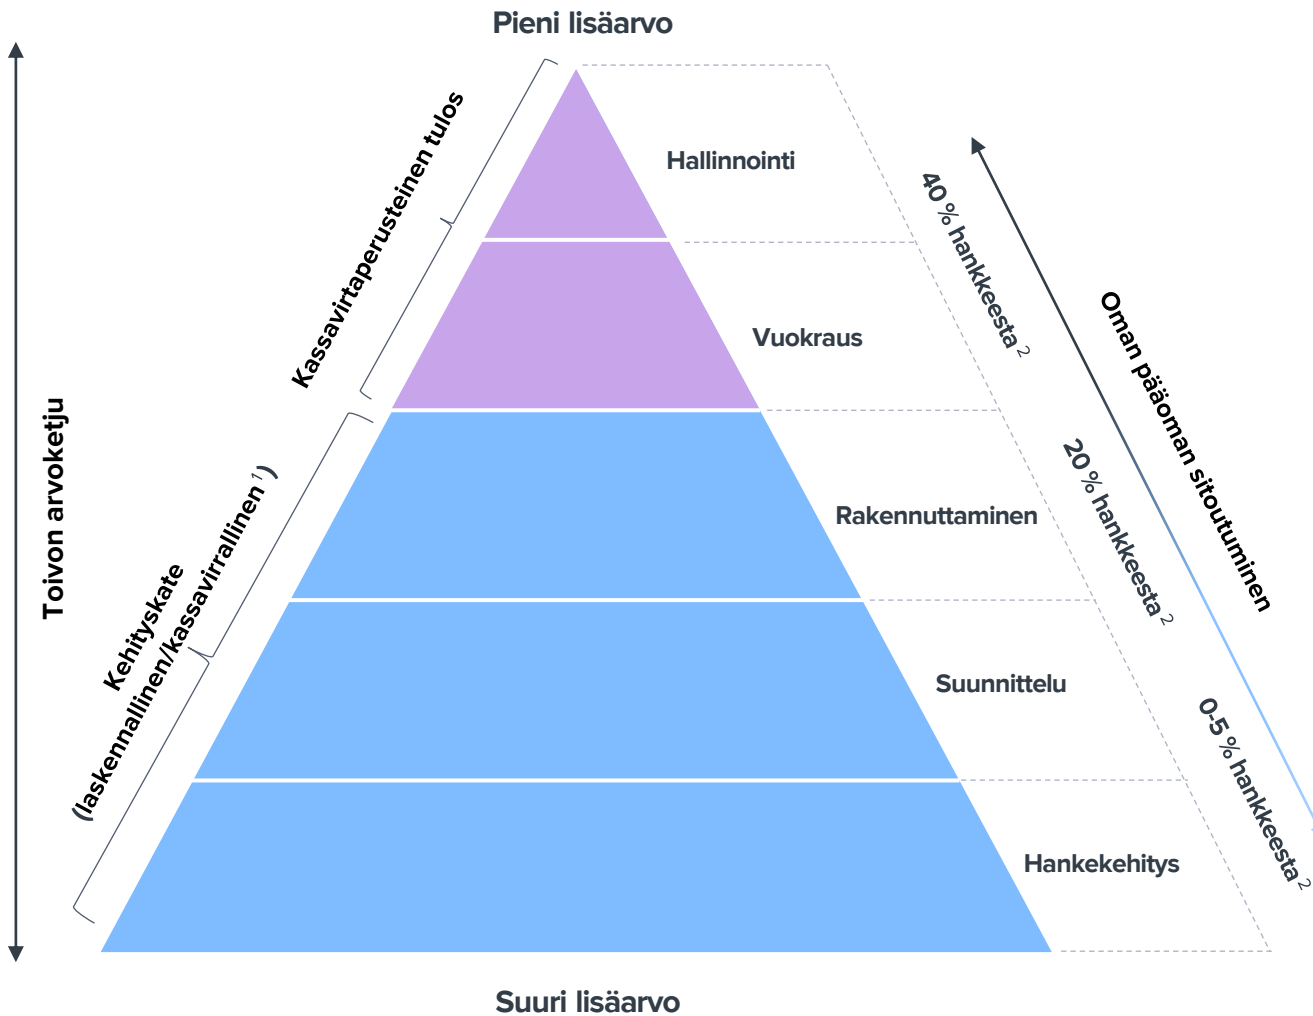 Pieni lisäarvo
Toivon arvoketju
Kassavirtaperusteinen tulos
Kehityskate
(laskennallinen/kassavirrallinen ¹)
Hallinnointi
Vuokraus
Rakennuttaminen
Suunnittelu
Hankekehitys
40 % hankkeesta ²
20 % hankkeesta ²
0-5 % hankkeesta ²
Oman pääoman sitoutuminen
Suuri lisäarvo